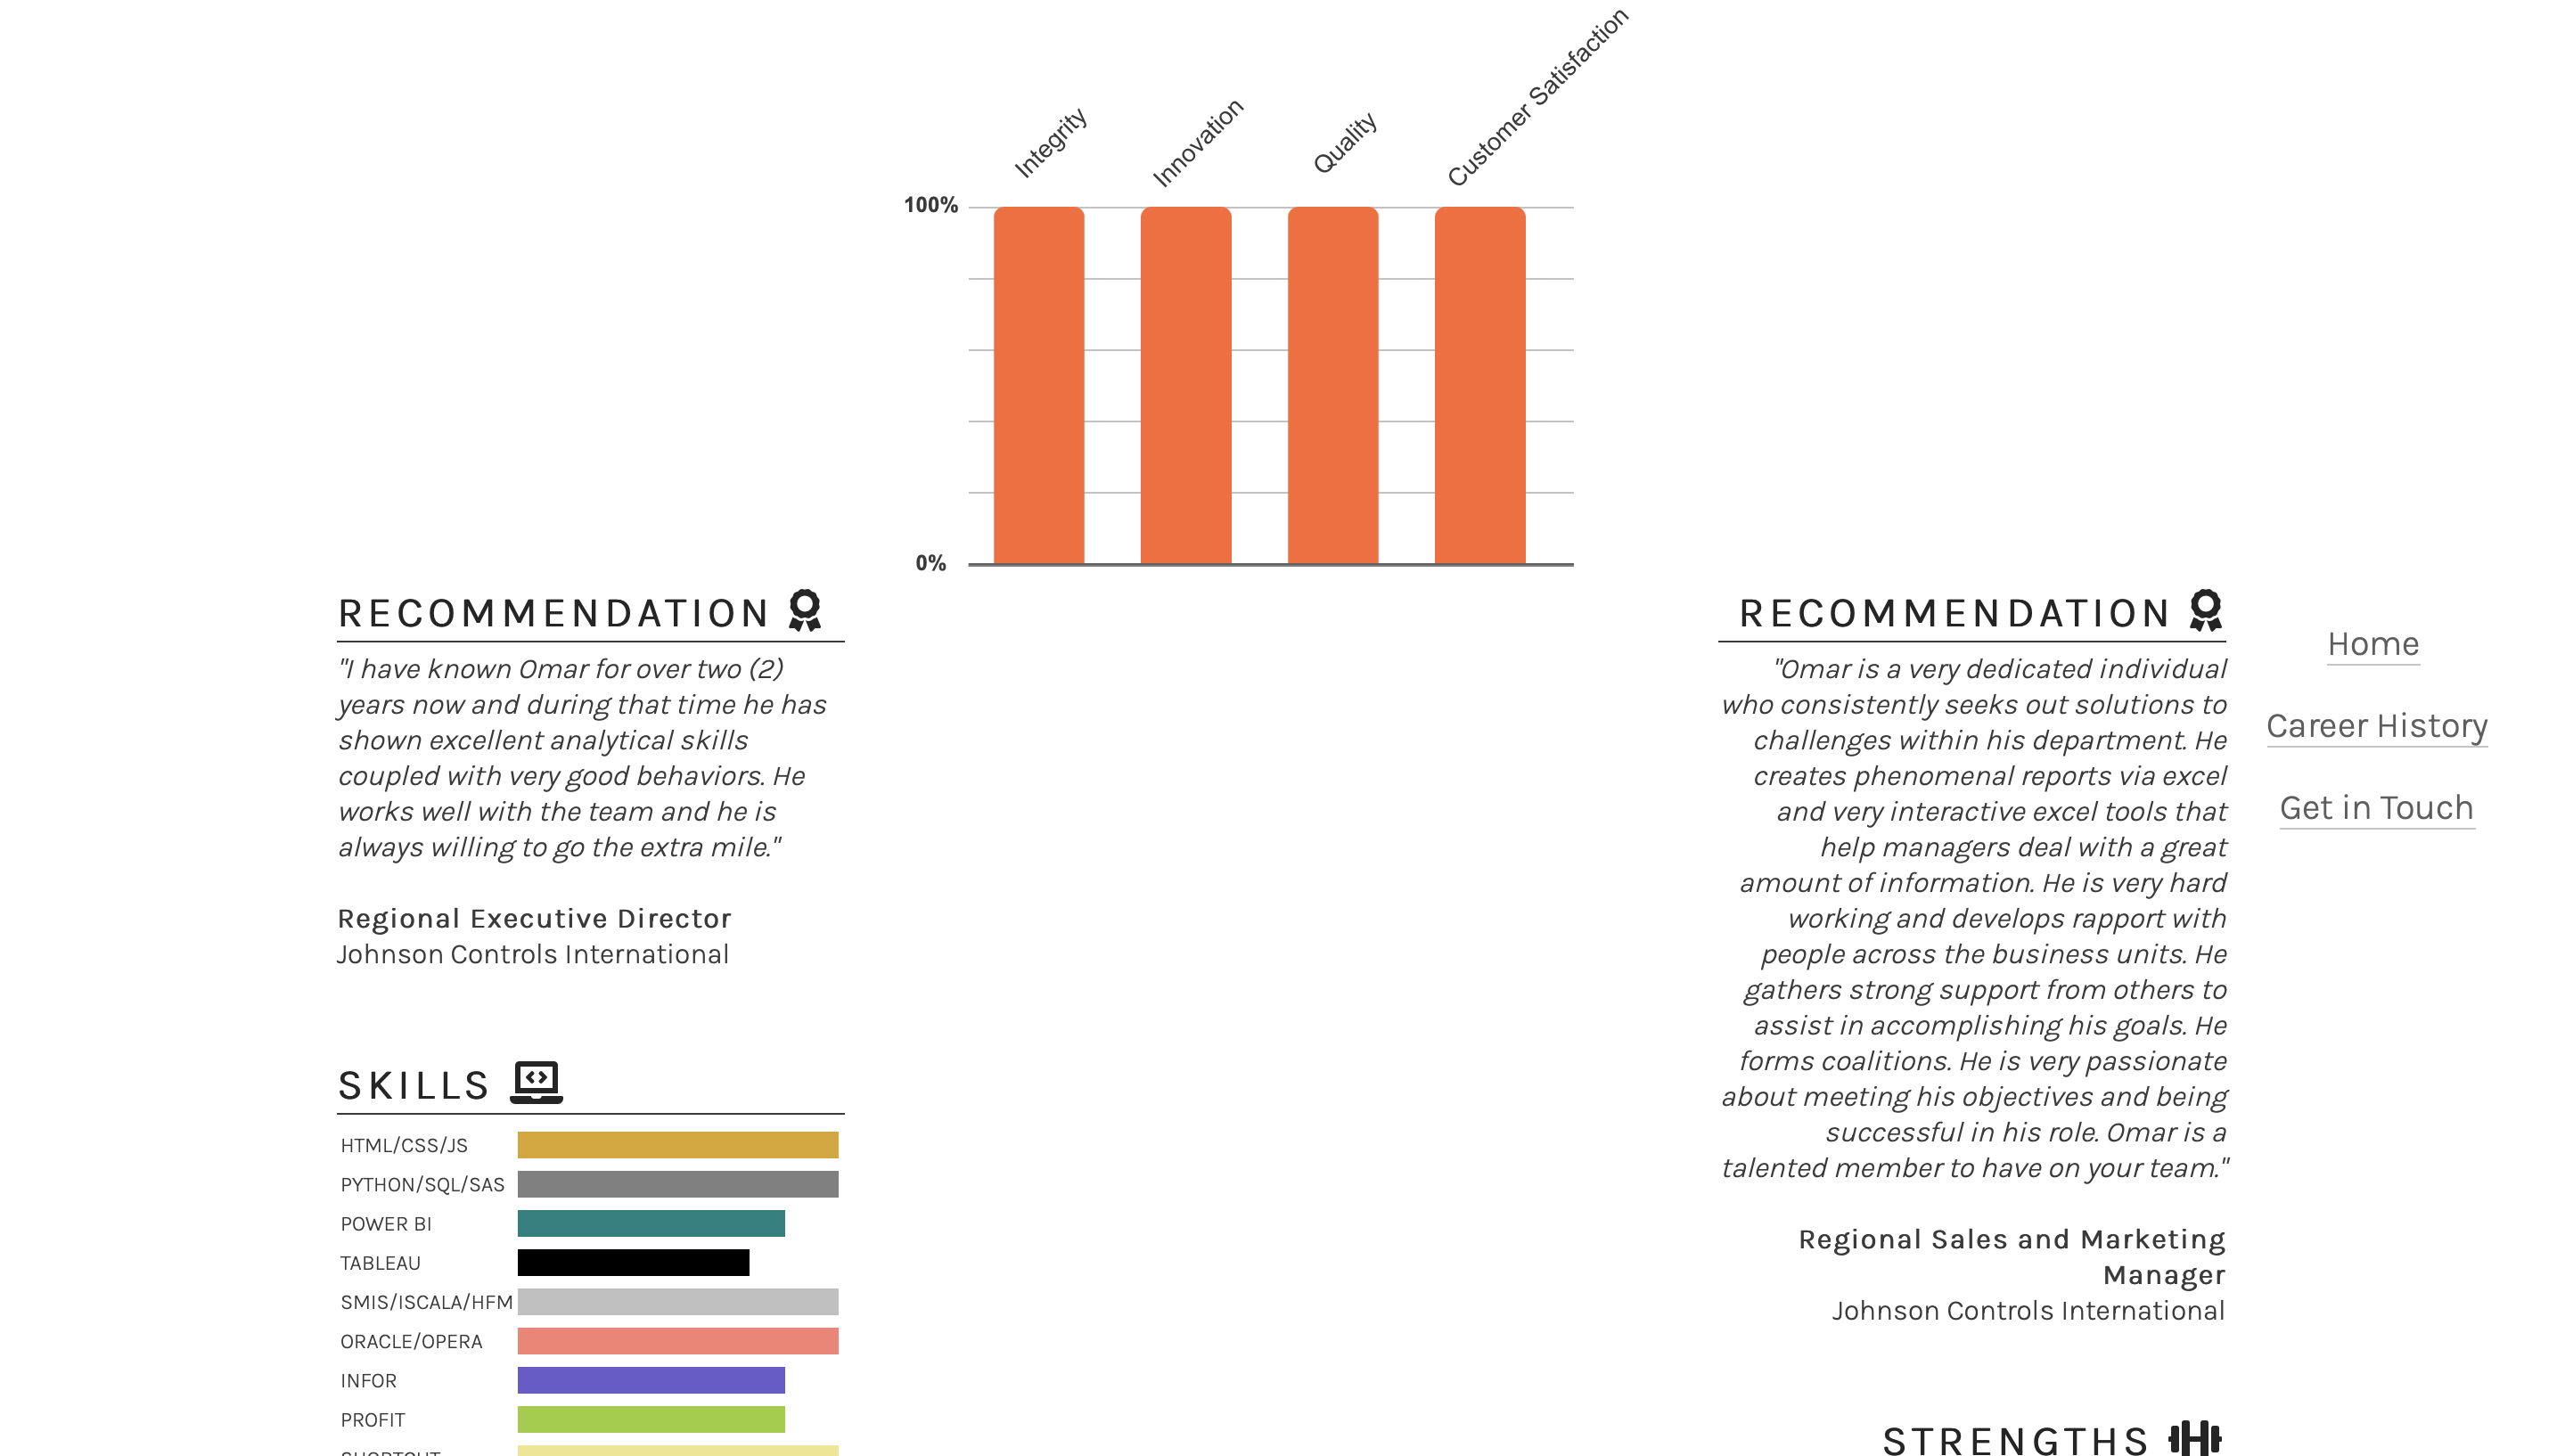 Integrity
Innovation
Quality
Customer Satisfaction
100%
0%
RECOMMENDATION
"I have known Omar for over two (2)
years now and during that time he has
shown excellent analytical skills
coupled with very good behaviors. He
works well with the team and he is
always willing to go the extra mile."
Regional Executive Director
Johnson Controls International
SKILLS
HTML/CSS/JS
PYTHON/SQL/SAS
POWER BI
TABLEAU
SMIS/ISCALA/HFM
ORACLE/OPERA
INFOR
PROFIT
RECOMMENDATION
"Omar is a very dedicated individual
who consistently seeks out solutions to
challenges within his department. He
creates phenomenal reports via excel
and very interactive excel tools that
help managers deal with a great
amount of information. He is very hard
working and develops rapport with
people across the business units. He
gathers strong support from others to
assist in accomplishing his goals. He
forms coalitions. He is very passionate
about meeting his objectives and being
successful in his role. Omar is a
talented member to have on your team."
Regional Sales and Marketing
Manager
Johnson Controls International
STRENGTHS
Home
Career History
Get in Touch